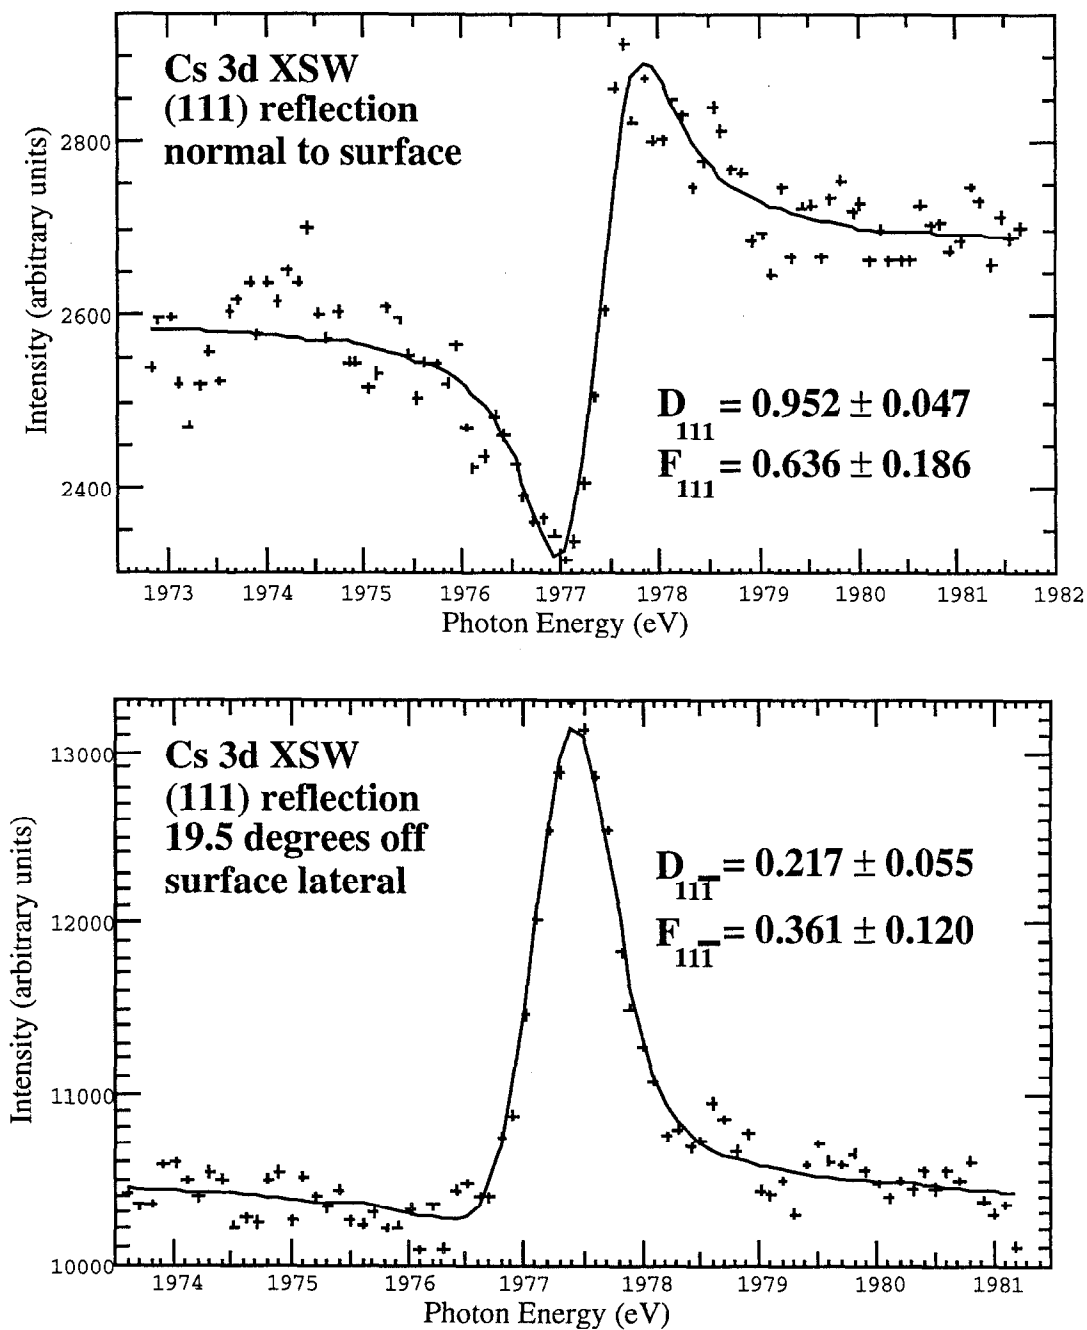 Cs 3d XSW
(111) reflection
normal to surface
Intensity (arbitrary units)
2800
2600
2400
D111 = 0.952 ± 0.047
F111 = 0.636 ± 0.186
1973 1974 1975 1976 1977 1978 1979 1980 1981 1982
Photon Energy (eV)
Cs 3d XSW
(111) reflection
19.5 degrees off
surface lateral
Intensity (arbitrary units)
13000
12000
11000
10000
D111̅ = 0.217 ± 0.055
F111̅ = 0.361 ± 0.120
1974 1975 1976 1977 1978 1979 1980 1981
Photon Energy (eV)